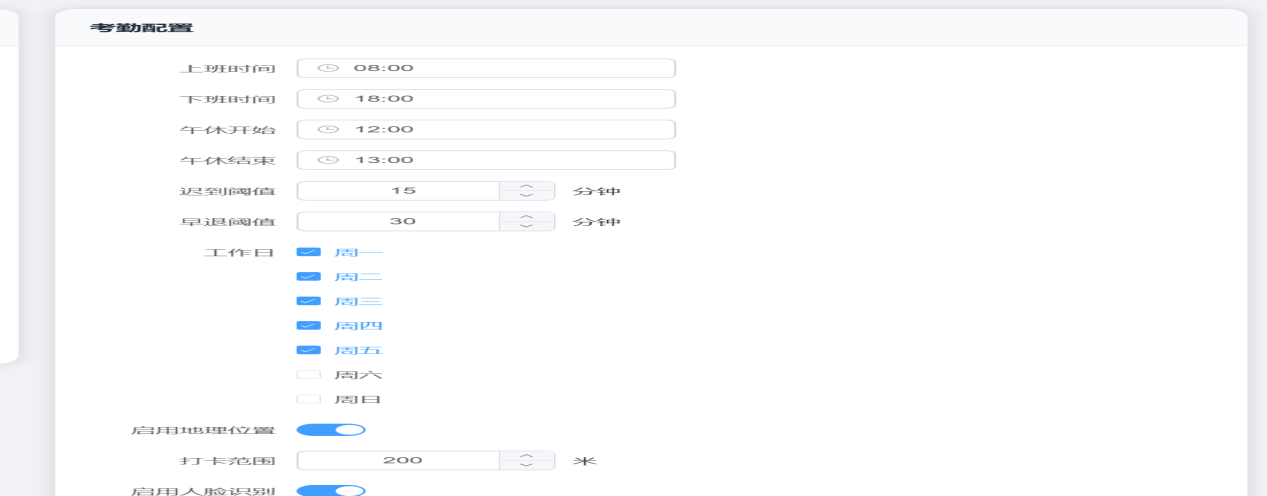 考勤配置
上班时间 08:00
下班时间 18:00
午休开始 12:00
午休结束 13:00
迟到阈值 15 分钟
早退阈值 30 分钟
工作日 周一
周二
周三
周四
周五
周六
周日
启用地理位置
打卡范围 200 米
启用人脸识别